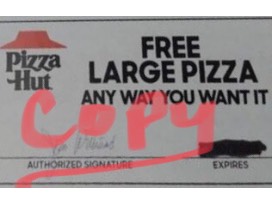 Pizza Hut
FREE
LARGE PIZZA
ANY WAY YOU WANT IT
COPY
AUTHORIZED SIGNATURE
EXPIRES